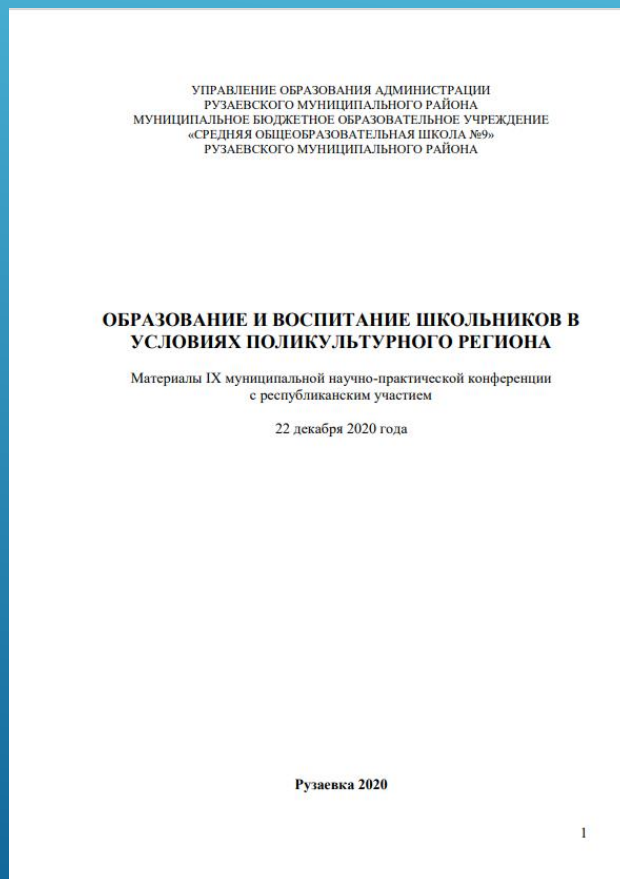 УПРАВЛЕНИЕ ОБРАЗОВАНИЯ АДМИНИСТРАЦИИ
РУЗАЕВСКОГО МУНИЦИПАЛЬНОГО РАЙОНА
МУНИЦИПАЛЬНОЕ БЮДЖЕТНОЕ ОБРАЗОВАТЕЛЬНОЕ УЧРЕЖДЕНИЕ
«СРЕДНЯЯ ОБЩЕОБРАЗОВАТЕЛЬНАЯ ШКОЛА №9»
РУЗАЕВСКОГО МУНИЦИПАЛЬНОГО РАЙОНА
ОБРАЗОВАНИЕ И ВОСПИТАНИЕ ШКОЛЬНИКОВ В
УСЛОВИЯХ ПОЛИКУЛЬТУРНОГО РЕГИОНА
Материалы IX муниципальной научно-практической конференции
с республиканским участием
22 декабря 2020 года
Рузаевка 2020
1